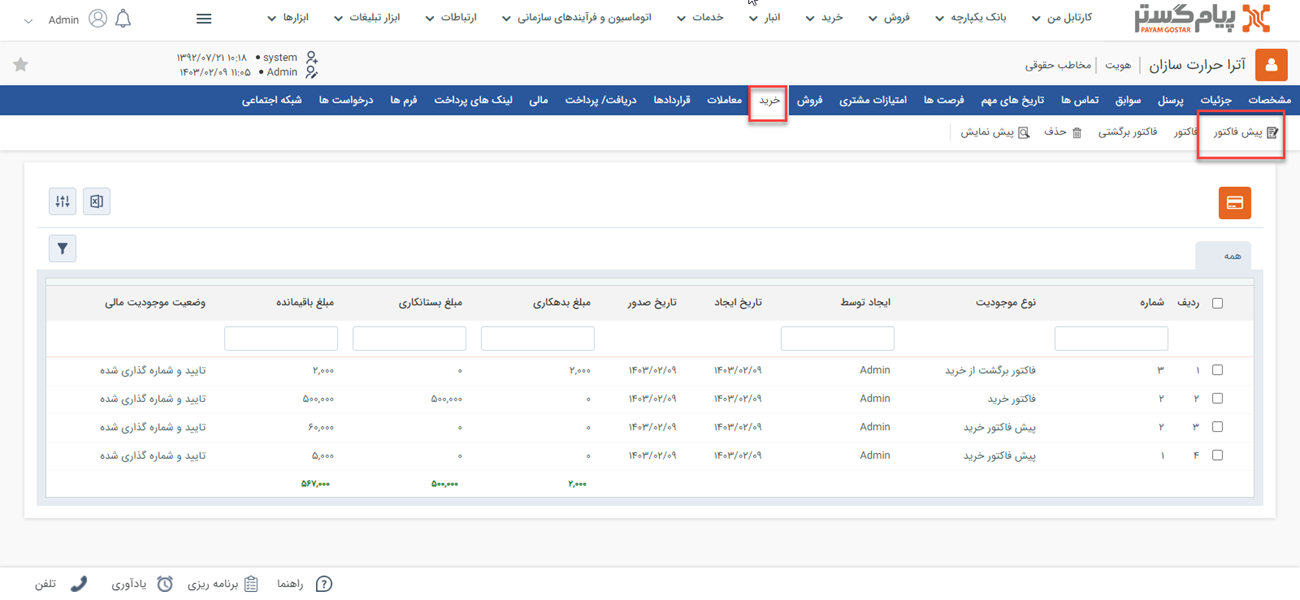 پیام گستر کارتابل من بانک یکپارچه فروش خرید انبار خدمات اتوماسیون و فرآیندهای سازمانی ارتباطات ابزار تبلیغات ابزارها Admin
PAYAM GOSTAR
آترا حرارت سازان هویت مخاطب حقوقی
system • ۱۳۹۲/۰۷/۲۱ ۱۰:۱۸
Admin • ۱۴۰۳/۰۲/۰۹ ۱۱:۰۵
مشخصات جزئیات پرسنل سوابق تماس ها تاریخ های مهم فرصت ها امتیازات مشتری فروش خرید معاملات قراردادها دریافت/ پرداخت مالی لینک های پرداخت فرم ها درخواست ها شبکه اجتماعی
پیش فاکتور فاکتور فاکتور برگشتی حذف پیش نمایش
همه
ردیف شماره نوع موجودیت ایجاد توسط تاریخ ایجاد تاریخ صدور مبلغ بدهکاری مبلغ بستانکاری مبلغ باقیمانده وضعیت موجودیت مالی
۱ ۳ فاکتور برگشت از خرید Admin ۱۴۰۳/۰۲/۰۹ ۱۴۰۳/۰۲/۰۹ ۲,۰۰۰ ۰ ۲,۰۰۰ تایید و شماره گذاری شده
۲ ۲ فاکتور خرید Admin ۱۴۰۳/۰۲/۰۹ ۱۴۰۳/۰۲/۰۹ ۰ ۵۰۰,۰۰۰ ۵۰۰,۰۰۰ تایید و شماره گذاری شده
۳ ۲ پیش فاکتور خرید Admin ۱۴۰۳/۰۲/۰۹ ۱۴۰۳/۰۲/۰۹ ۰ ۰ ۶۰,۰۰۰ تایید و شماره گذاری شده
۴ ۱ پیش فاکتور خرید Admin ۱۴۰۳/۰۲/۰۹ ۱۴۰۳/۰۲/۰۹ ۰ ۰ ۵,۰۰۰ تایید و شماره گذاری شده
۲,۰۰۰ ۵۰۰,۰۰۰ ۵۶۷,۰۰۰
راهنما برنامه ریزی یادآوری تلفن